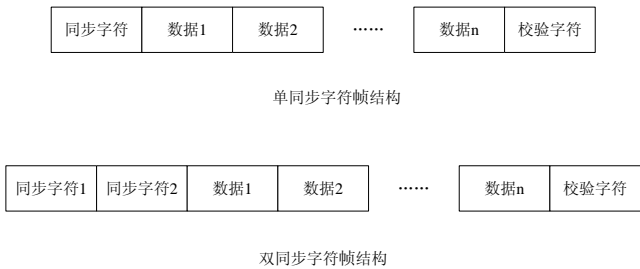 同步字符 数据1 数据2 …… 数据n 校验字符
单同步字符帧结构
同步字符1 同步字符2 数据1 数据2 …… 数据n 校验字符
双同步字符帧结构